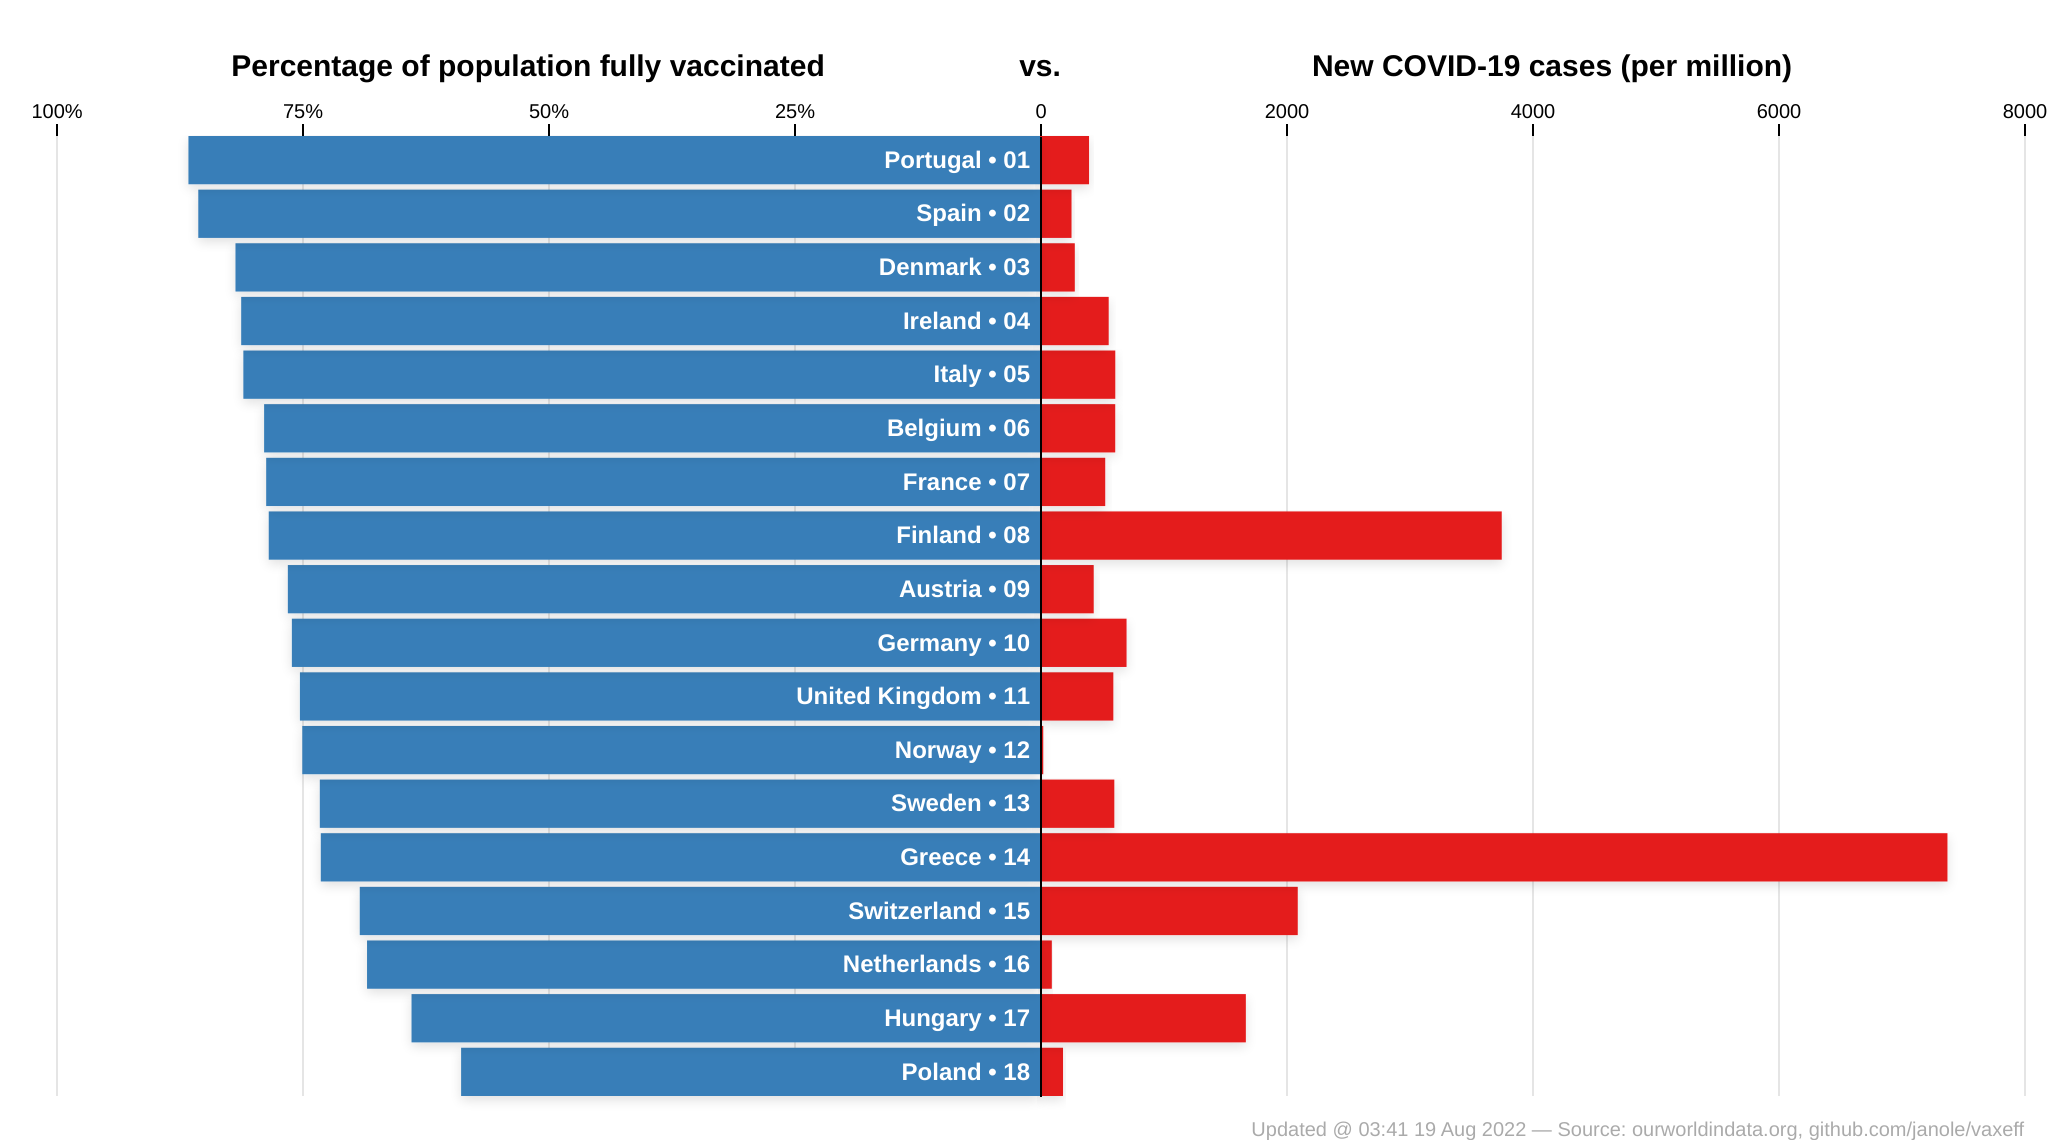 Percentage of population fully vaccinated vs. New COVID-19 cases (per million)
100% 75% 50% 25% 0 2000 4000 6000 8000
Portugal • 01
Spain • 02
Denmark • 03
Ireland • 04
Italy • 05
Belgium • 06
France • 07
Finland • 08
Austria • 09
Germany • 10
United Kingdom • 11
Norway • 12
Sweden • 13
Greece • 14
Switzerland • 15
Netherlands • 16
Hungary • 17
Poland • 18
Updated @ 03:41 19 Aug 2022 — Source: ourworldindata.org, github.com/janole/vaxeff